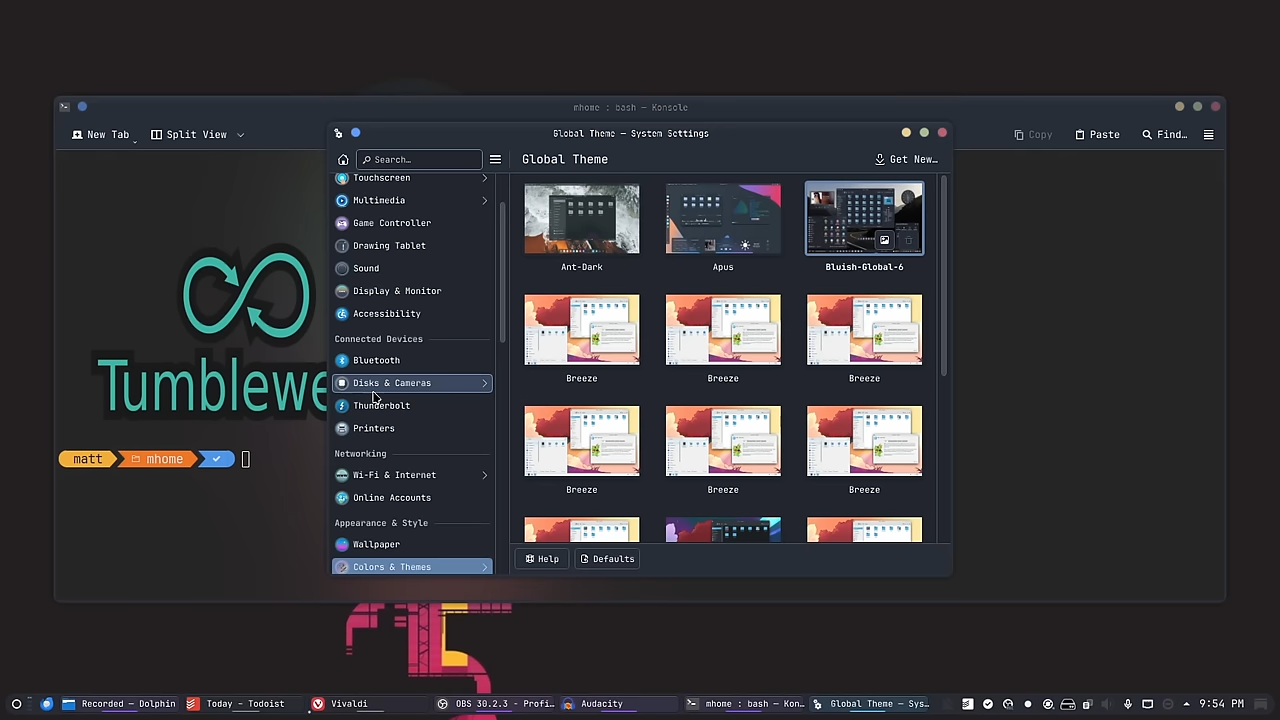 mhome : bash — Konsole
New Tab
Split View
Copy
Paste
Find…
Global Theme — System Settings
Search…
Global Theme
Get New…
Touchscreen
Multimedia
Game Controller
Drawing Tablet
Sound
Display & Monitor
Accessibility
Connected Devices
Bluetooth
Disks & Cameras
Thunderbolt
Printers
Networking
Wi-Fi & Internet
Online Accounts
Appearance & Style
Wallpaper
Colors & Themes
Ant-Dark
Apus
Bluish-Global-6
Breeze
Breeze
Breeze
Breeze
Breeze
Breeze
Help
Defaults
Tumblewe
matt
mhome
Recorded — Dolphin
Today - Todoist
Vivaldi
OBS 30.2.3 - Profi…
Audacity
mhome : bash — Kon…
Global Theme — Sys…
9:54 PM